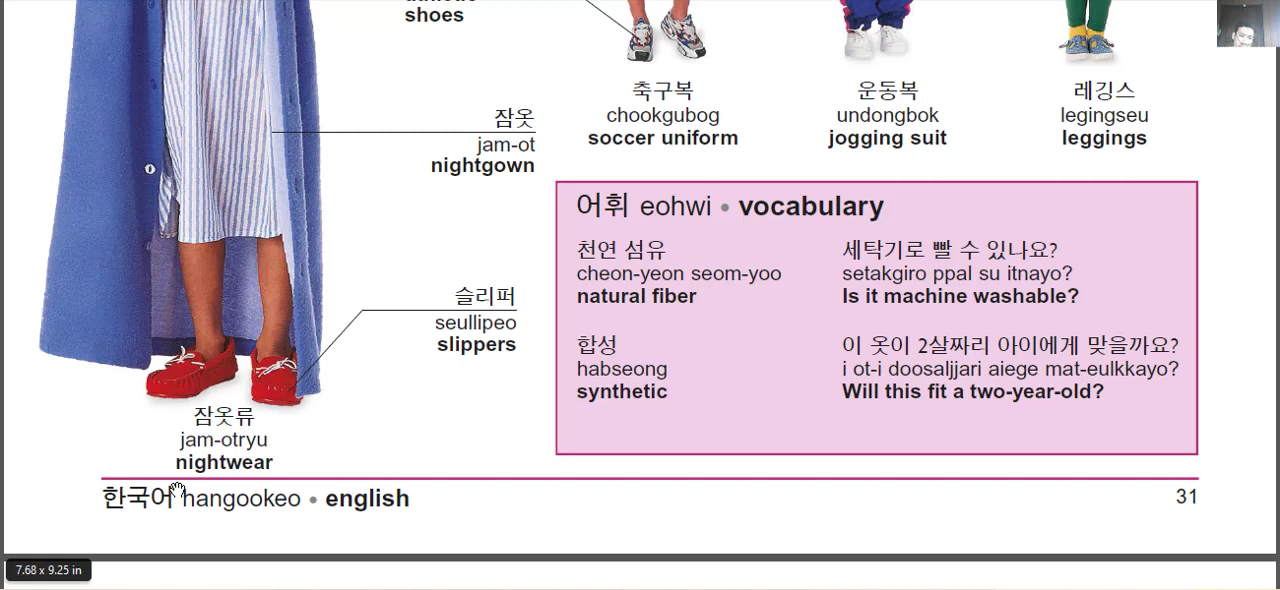 shoes
축구복
chookgubog
soccer uniform
운동복
undongbok
jogging suit
레깅스
legingseu
leggings
잠옷
jam-ot
nightgown
슬리퍼
seullipeo
slippers
잠옷류
jam-otryu
nightwear
어휘 eohwi • vocabulary
천연 섬유
cheon-yeon seom-yoo
natural fiber
합성
habseong
synthetic
세탁기로 빨 수 있나요?
setakgiro ppal su itnayo?
Is it machine washable?
이 옷이 2살짜리 아이에게 맞을까요?
i ot-i doosaljjari aiege mat-eulkkayo?
Will this fit a two-year-old?
한국어 hangookeo • english
31
7.68 x 9.25 in